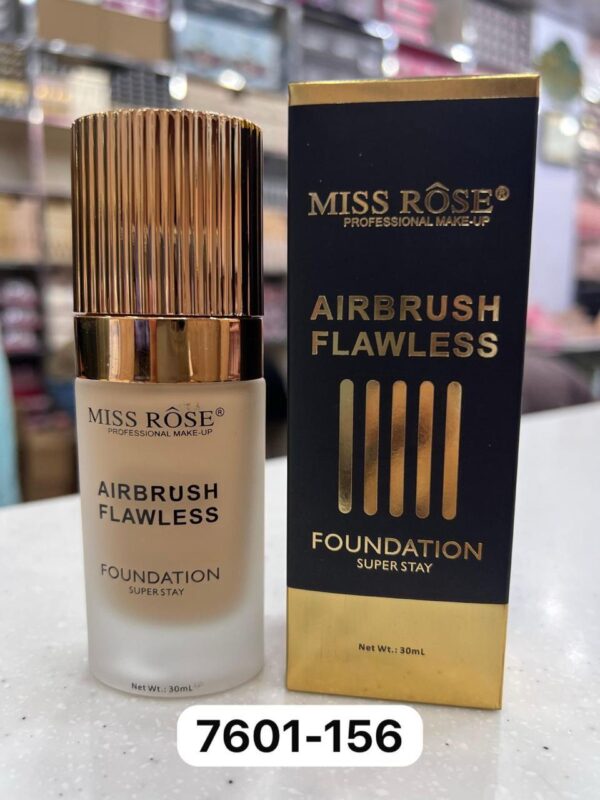 MISS RÔSE®
PROFESSIONAL MAKE-UP
AIRBRUSH
FLAWLESS
FOUNDATION
SUPER STAY
Net Wt.: 30mL
MISS RÔSE®
PROFESSIONAL MAKE-UP
AIRBRUSH
FLAWLESS
FOUNDATION
SUPER STAY
Net Wt.: 30mL
7601-156